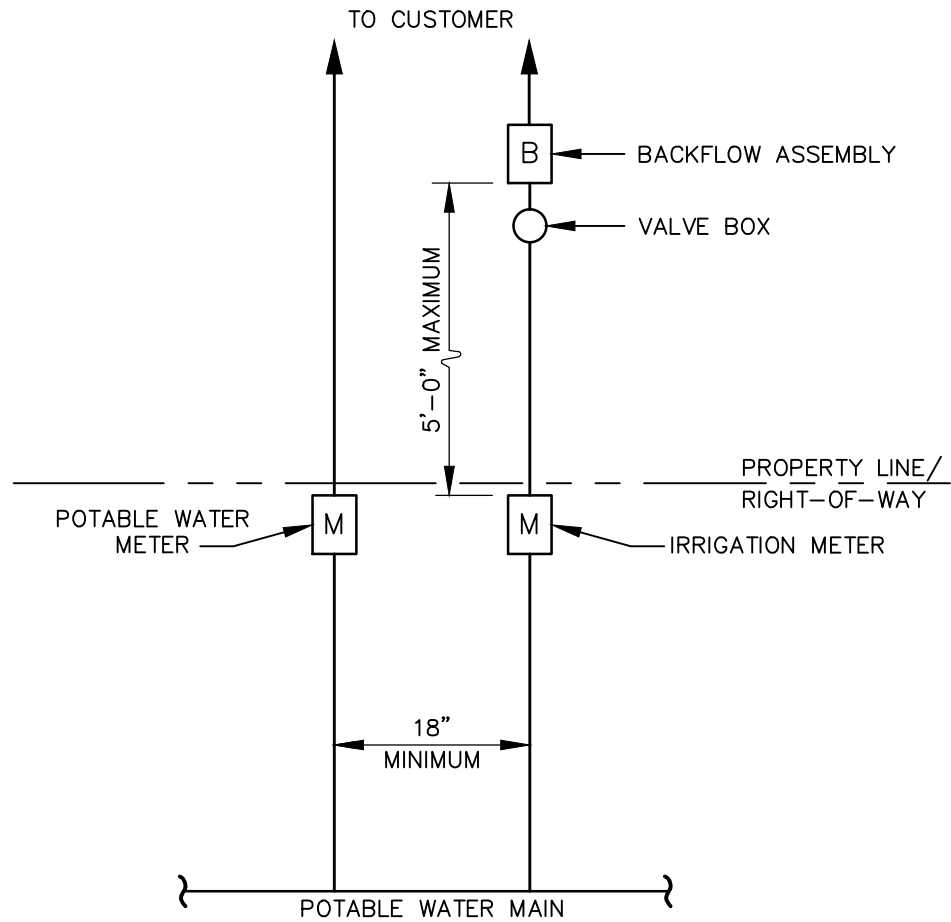 TO CUSTOMER
B
BACKFLOW ASSEMBLY
VALVE BOX
5'-0" MAXIMUM
PROPERTY LINE/
RIGHT-OF-WAY
POTABLE WATER
METER
M
M
IRRIGATION METER
18"
MINIMUM
POTABLE WATER MAIN